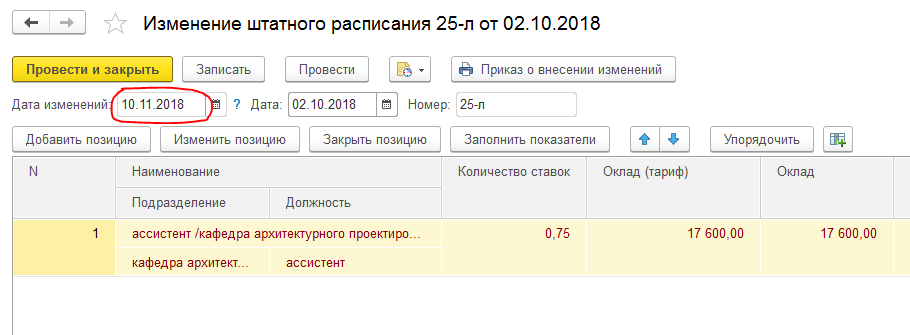 Изменение штатного расписания 25-л от 02.10.2018
Провести и закрыть Записать Провести Приказ о внесении изменений
Дата изменений: 10.11.2018 ? Дата: 02.10.2018 Номер: 25-л
Добавить позицию Изменить позицию Закрыть позицию Заполнить показатели Упорядочить
N Наименование Количество ставок Оклад (тариф) Оклад
Подразделение Должность
1 ассистент /кафедра архитектурного проектиро... 0,75 17 600,00 17 600,00
кафедра архитект... ассистент